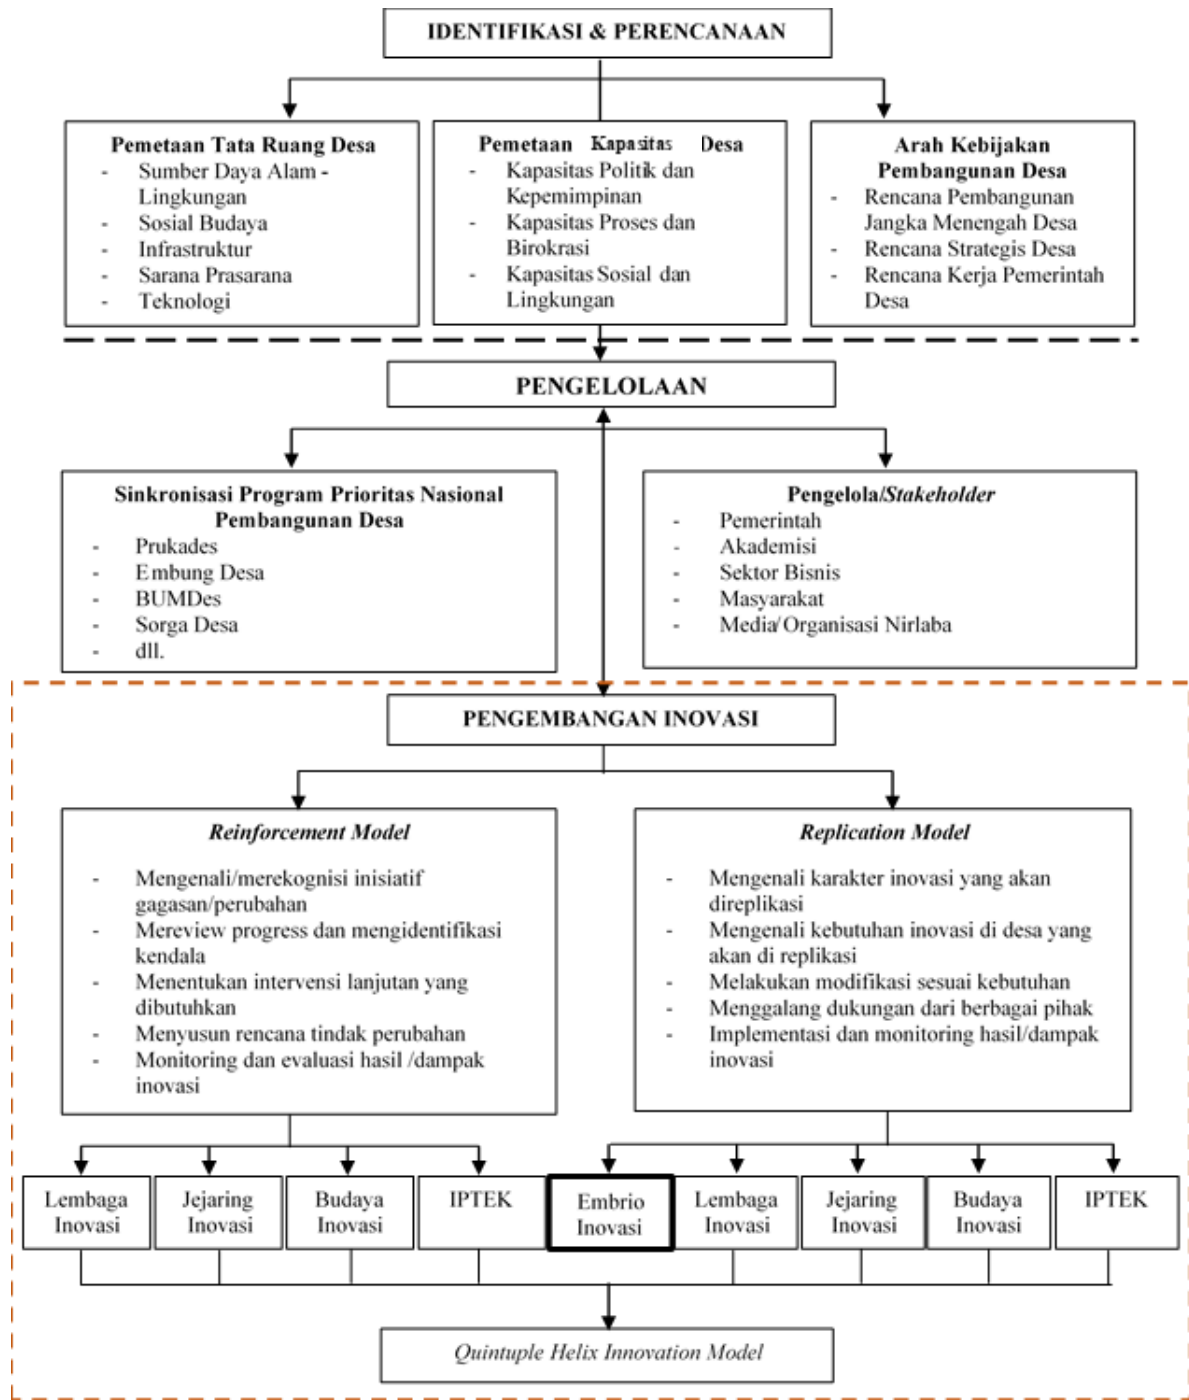 IDENTIFIKASI & PERENCANAAN
Pemetaan Tata Ruang Desa
- Sumber Daya Alam -
Lingkungan
- Sosial Budaya
- Infrastruktur
- Sarana Prasarana
- Teknologi
Pemetaan Kapasitas Desa
- Kapasitas Politik dan
Kepemimpinan
- Kapasitas Proses dan
Birokrasi
- Kapasitas Sosial dan
Lingkungan
Arah Kebijakan
Pembangunan Desa
- Rencana Pembangunan
Jangka Menengah Desa
- Rencana Strategis Desa
- Rencana Kerja Pemerintah
Desa
PENGELOLAAN
Sinkronisasi Program Prioritas Nasional
Pembangunan Desa
- Prukades
- Embung Desa
- BUMDes
- Sorga Desa
- dll.
Pengelola/Stakeholder
- Pemerintah
- Akademisi
- Sektor Bisnis
- Masyarakat
- Media/Organisasi Nirlaba
PENGEMBANGAN INOVASI
Reinforcement Model
- Mengenali/merekognisi inisiatif
gagasan/perubahan
- Mereview progress dan mengidentifikasi
kendala
- Menentukan intervensi lanjutan yang
dibutuhkan
- Menyusun rencana tindak perubahan
- Monitoring dan evaluasi hasil /dampak
inovasi
Replication Model
- Mengenali karakter inovasi yang akan
direplikasi
- Mengenali kebutuhan inovasi di desa yang
akan di replikasi
- Melakukan modifikasi sesuai kebutuhan
- Menggalang dukungan dari berbagai pihak
- Implementasi dan monitoring hasil/dampak
inovasi
Lembaga
Inovasi
Jejaring
Inovasi
Budaya
Inovasi
IPTEK
Embrio
Inovasi
Lembaga
Inovasi
Jejaring
Inovasi
Budaya
Inovasi
IPTEK
Quintuple Helix Innovation Model